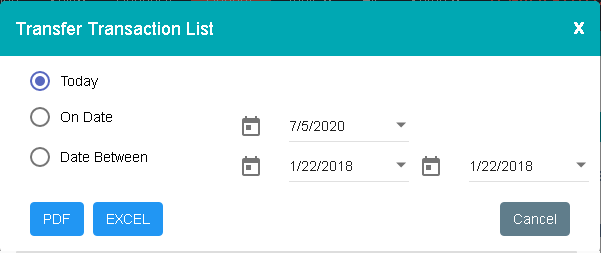 Transfer Transaction List X
Today
On Date 7/5/2020
Date Between 1/22/2018 1/22/2018
PDF EXCEL Cancel